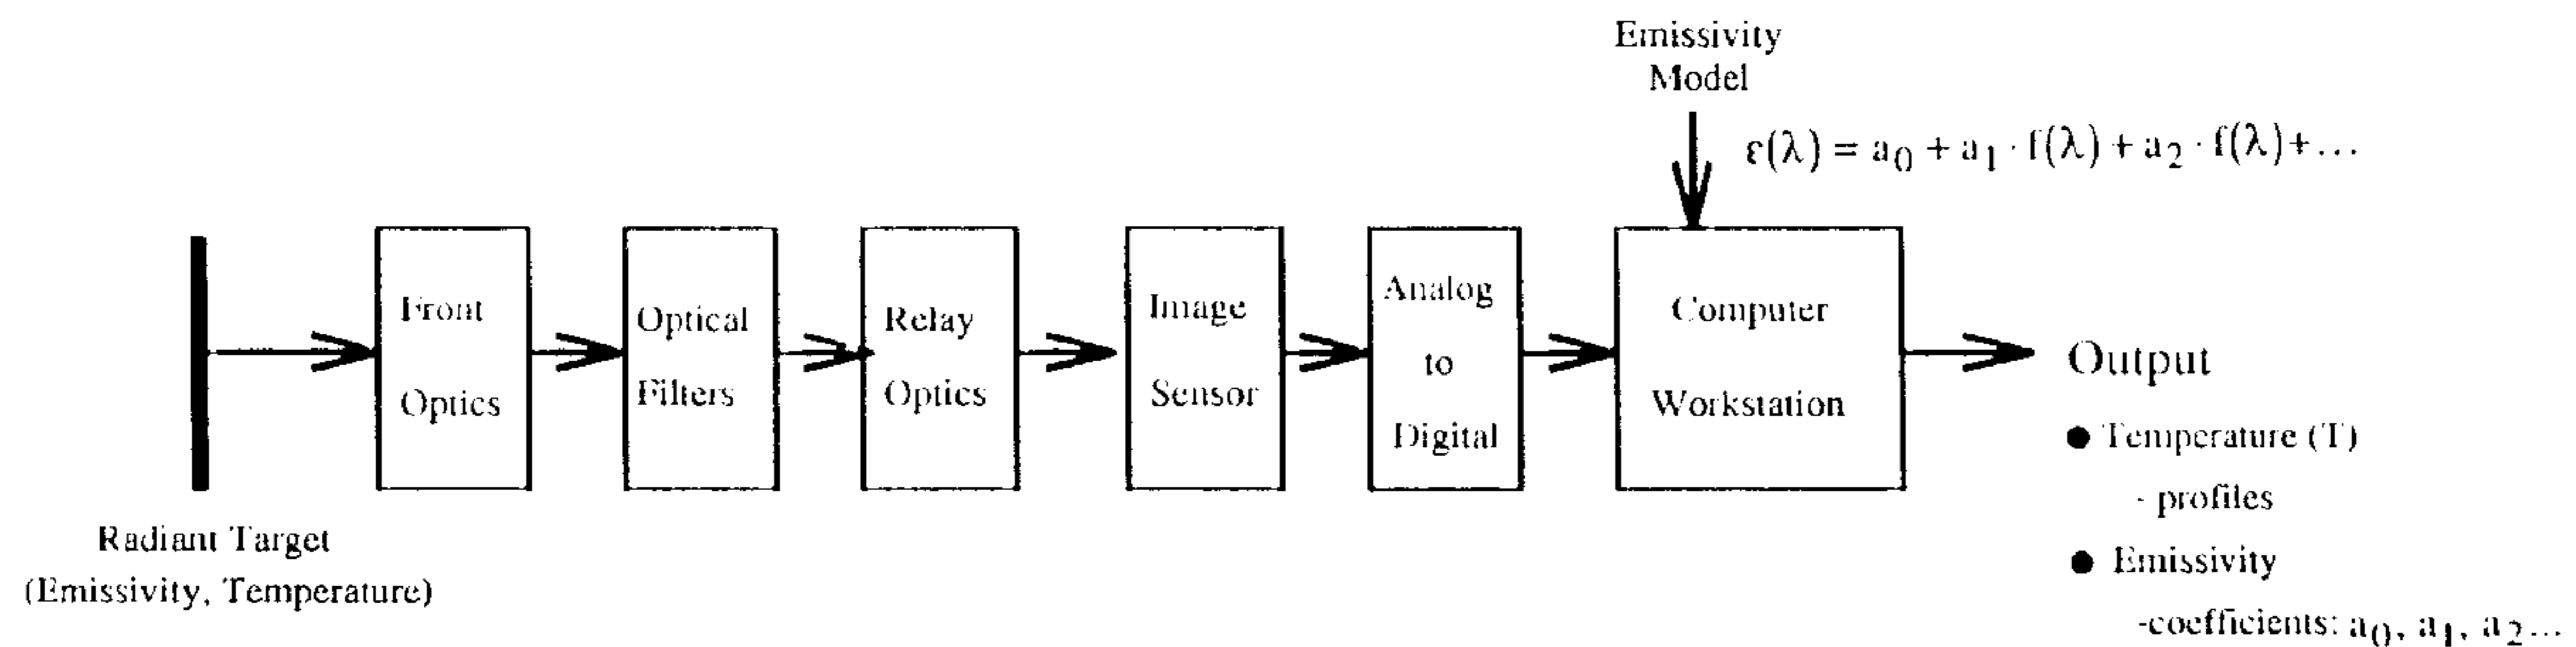 Emissivity
Model
ε(λ) = a0 + a1 · f(λ) + a2 · f(λ)+...
Front
Optics
Optical
Filters
Relay
Optics
Image
Sensor
Analog
to
Digital
Computer
Workstation
Output
● Temperature (T)
- profiles
● Emissivity
-coefficients: a0, a1, a2...
Radiant Target
(Emissivity, Temperature)